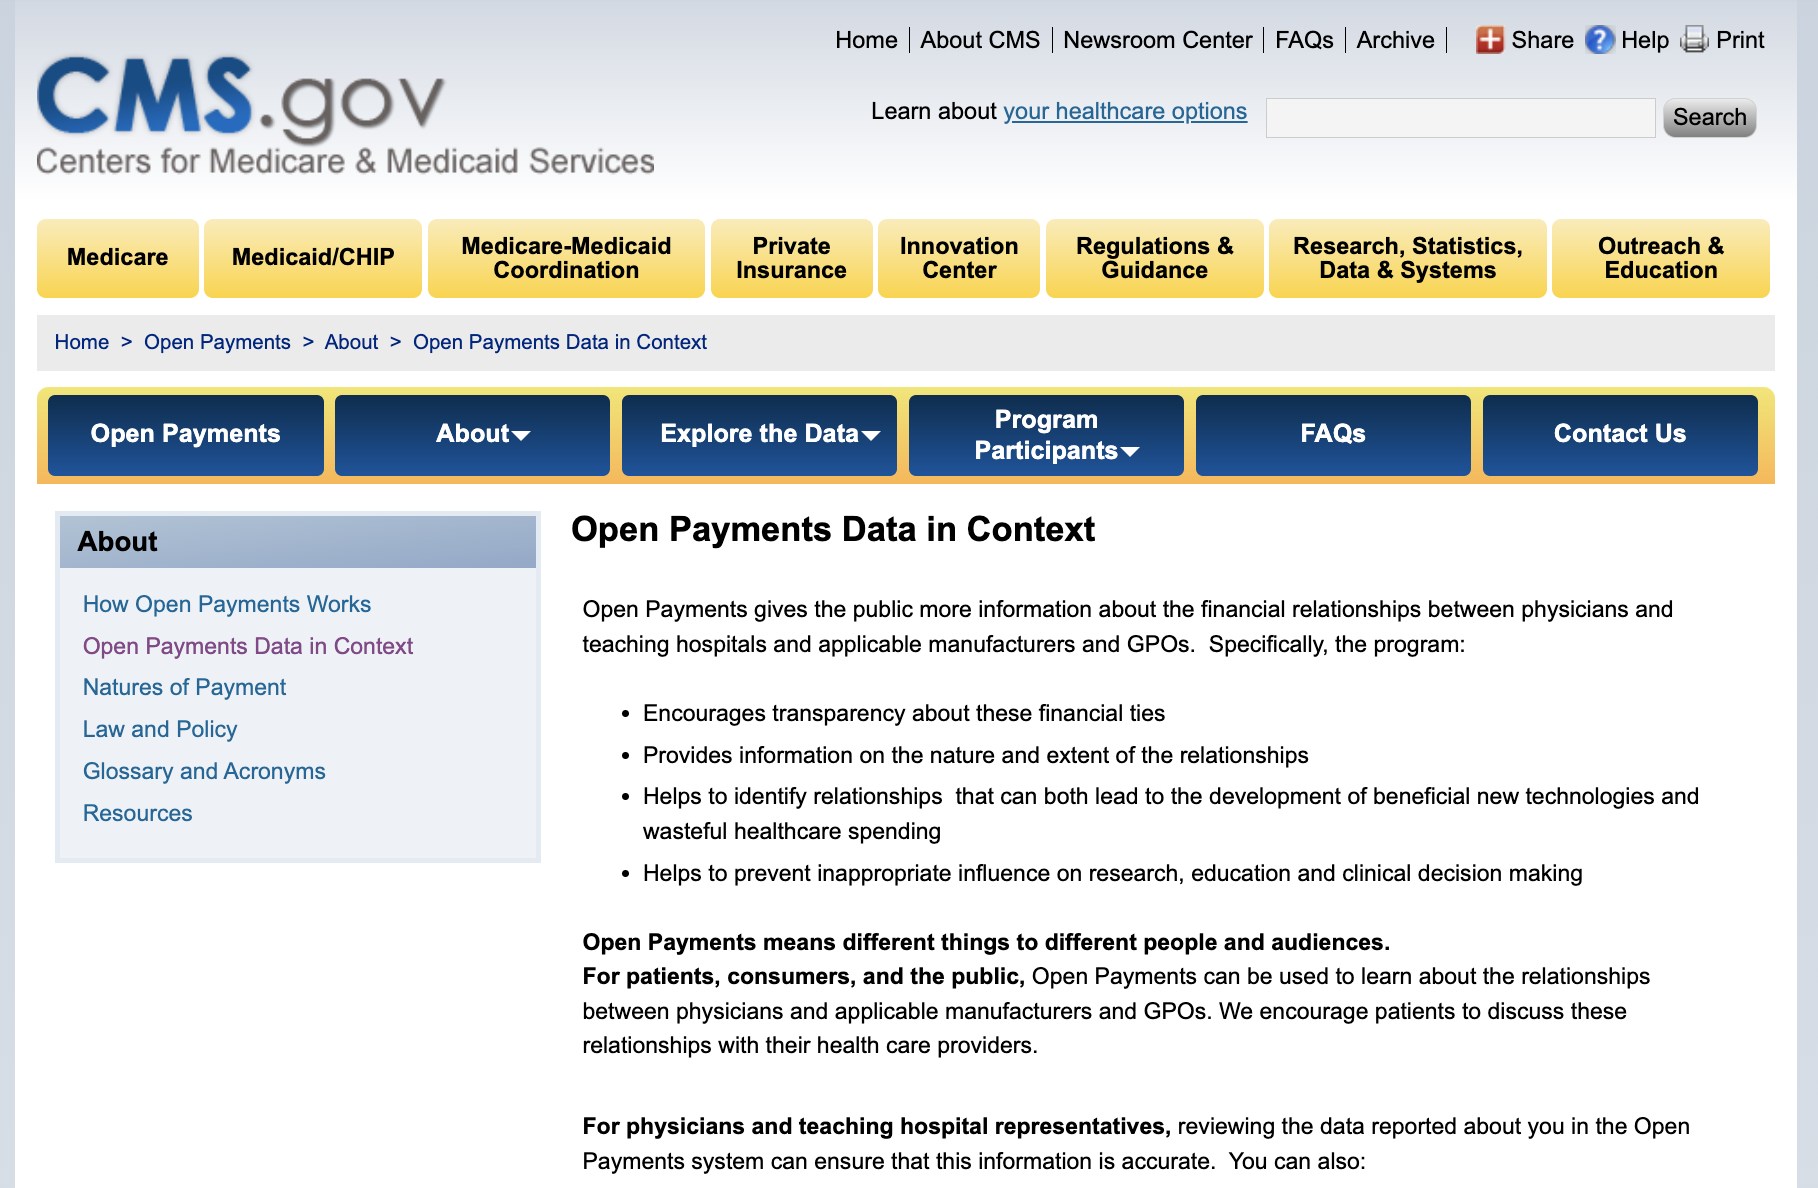 Home | About CMS | Newsroom Center | FAQs | Archive | Share Help Print
CMS.gov
Centers for Medicare & Medicaid Services
Learn about your healthcare options
Search
Medicare
Medicaid/CHIP
Medicare-Medicaid
Coordination
Private
Insurance
Innovation
Center
Regulations &
Guidance
Research, Statistics,
Data & Systems
Outreach &
Education
Home > Open Payments > About > Open Payments Data in Context
Open Payments
About
Explore the Data
Program
Participants
FAQs
Contact Us
About
How Open Payments Works
Open Payments Data in Context
Natures of Payment
Law and Policy
Glossary and Acronyms
Resources
Open Payments Data in Context
Open Payments gives the public more information about the financial relationships between physicians and
teaching hospitals and applicable manufacturers and GPOs.  Specifically, the program:
• Encourages transparency about these financial ties
• Provides information on the nature and extent of the relationships
• Helps to identify relationships  that can both lead to the development of beneficial new technologies and
wasteful healthcare spending
• Helps to prevent inappropriate influence on research, education and clinical decision making
Open Payments means different things to different people and audiences.
For patients, consumers, and the public, Open Payments can be used to learn about the relationships
between physicians and applicable manufacturers and GPOs. We encourage patients to discuss these
relationships with their health care providers.
For physicians and teaching hospital representatives, reviewing the data reported about you in the Open
Payments system can ensure that this information is accurate.  You can also: